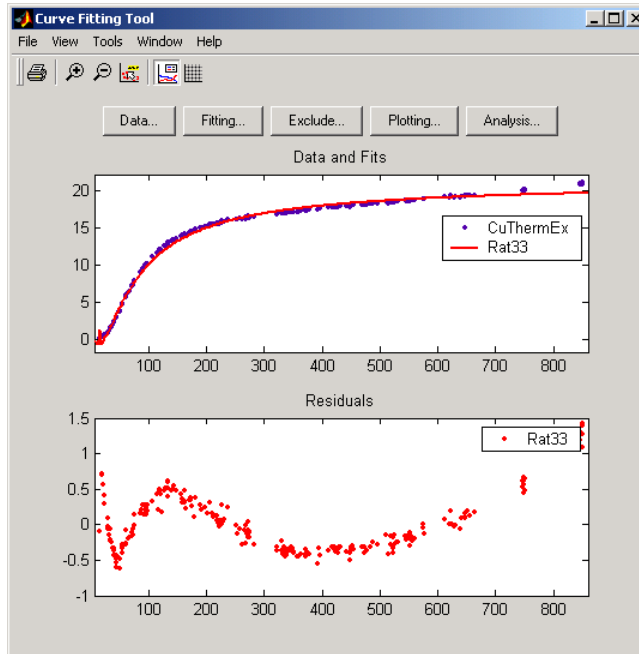 Curve Fitting Tool
File View Tools Window Help
Data... Fitting... Exclude... Plotting... Analysis...
Data and Fits
20
15
10
5
0
CuThermEx
Rat33
100 200 300 400 500 600 700 800
Residuals
1.5
1
0.5
0
-0.5
-1
Rat33
100 200 300 400 500 600 700 800